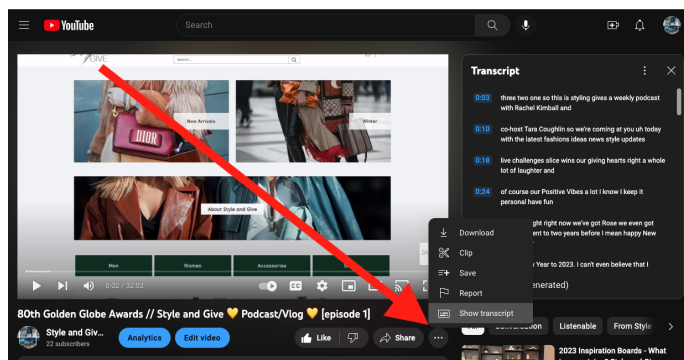 YouTube
Search
GIVE
Search...
New Arrivals
DIOR
Winter
About Style and Give
Men
Women
Accessories
0:02 / 32:02
CC
Transcript
0:03 three two one so this is styling gives a weekly podcast
with Rachel Kimball and
0:10 co-host Tara Coughlin so we're coming at you uh today
with the latest fashions ideas news style updates
0:18 live challenges slice wins our giving hearts right a whole
lot of laughter and
0:24 of course our Positive Vibes a lot I know I keep it
personal have fun
ght right now we've got Rose we even got
ent to two years before I mean happy New
Year to 2023. I can't even believe that I
enerated)
Download
Clip
Save
Report
Show transcript
80th Golden Globe Awards // Style and Give 💛 Podcast/Vlog 💛 [episode 1]
Style and Giv...
22 subscribers
Analytics
Edit video
Like
Share
Listenable
From Style
2023 Inspiration Boards - What